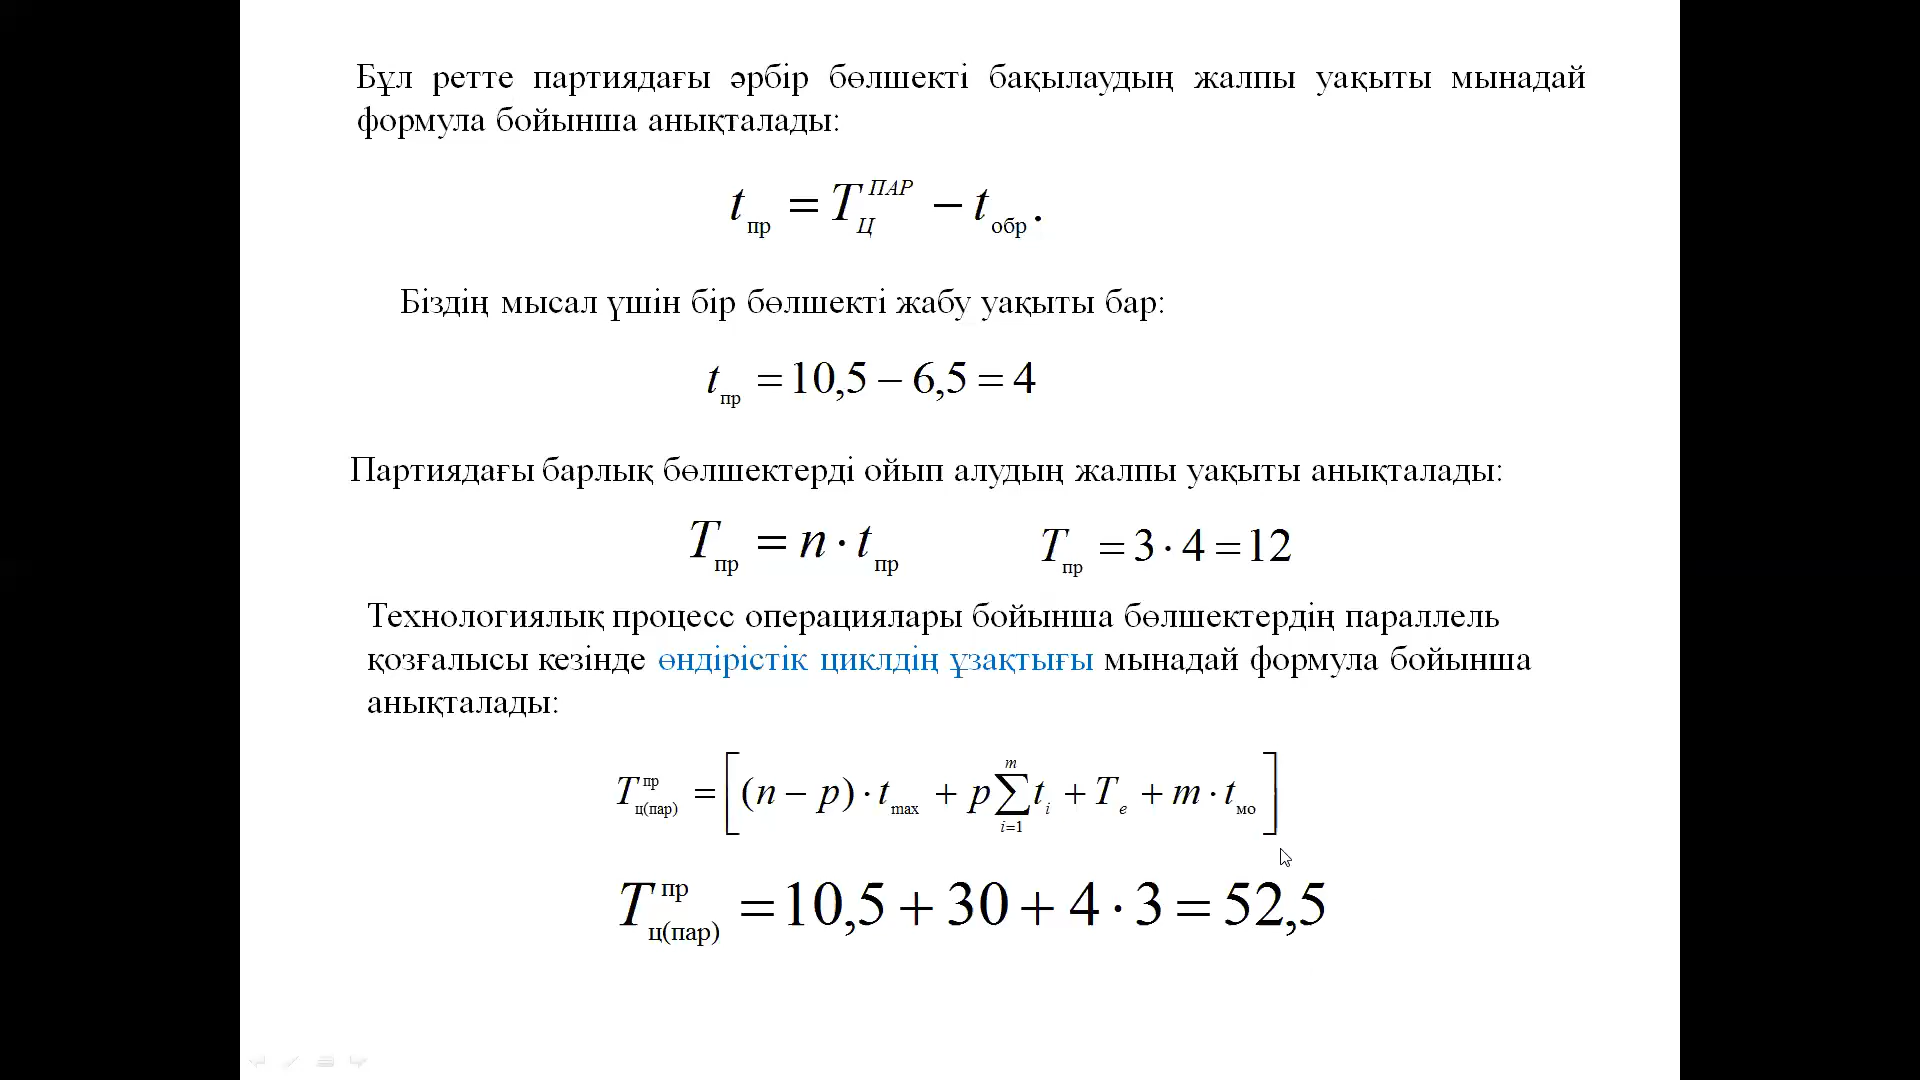 Бұл ретте партиядағы әрбір бөлшекті бақылаудың жалпы уақыты мынадай
формула бойынша анықталады:
t_пр = T_Ц^ПАР − t_обр.
Біздің мысал үшін бір бөлшекті жабу уақыты бар:
t_пр = 10,5 − 6,5 = 4
Партиядағы барлық бөлшектерді ойып алудың жалпы уақыты анықталады:
T_пр = n · t_пр T_пр = 3 · 4 = 12
Технологиялық процесс операциялары бойынша бөлшектердің параллель
қозғалысы кезінде өндірістік циклдің ұзақтығы мынадай формула бойынша
анықталады:
T_ц(пар)^пр = [(n − p) · t_max + p ∑_{i=1}^{m} t_i + T_e + m · t_мо]
T_ц(пар)^пр = 10,5 + 30 + 4 · 3 = 52,5